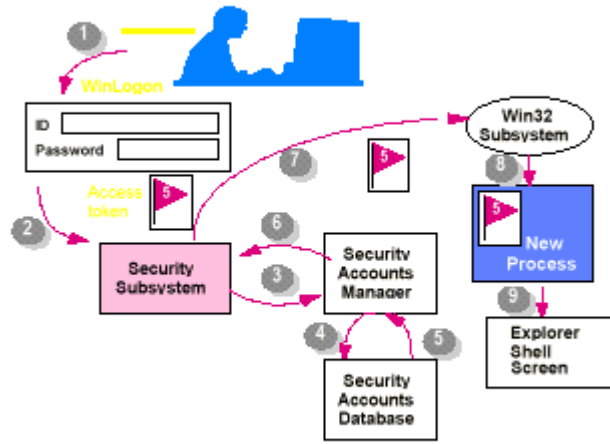 1
WinLogon
ID
Password
Access
token
5
2
Security
Subsystem
3
6
Security
Accounts
Manager
4
5
Security
Accounts
Database
7
5
Win32
Subsystem
8
5
New
Process
9
Explorer
Shell
Screen